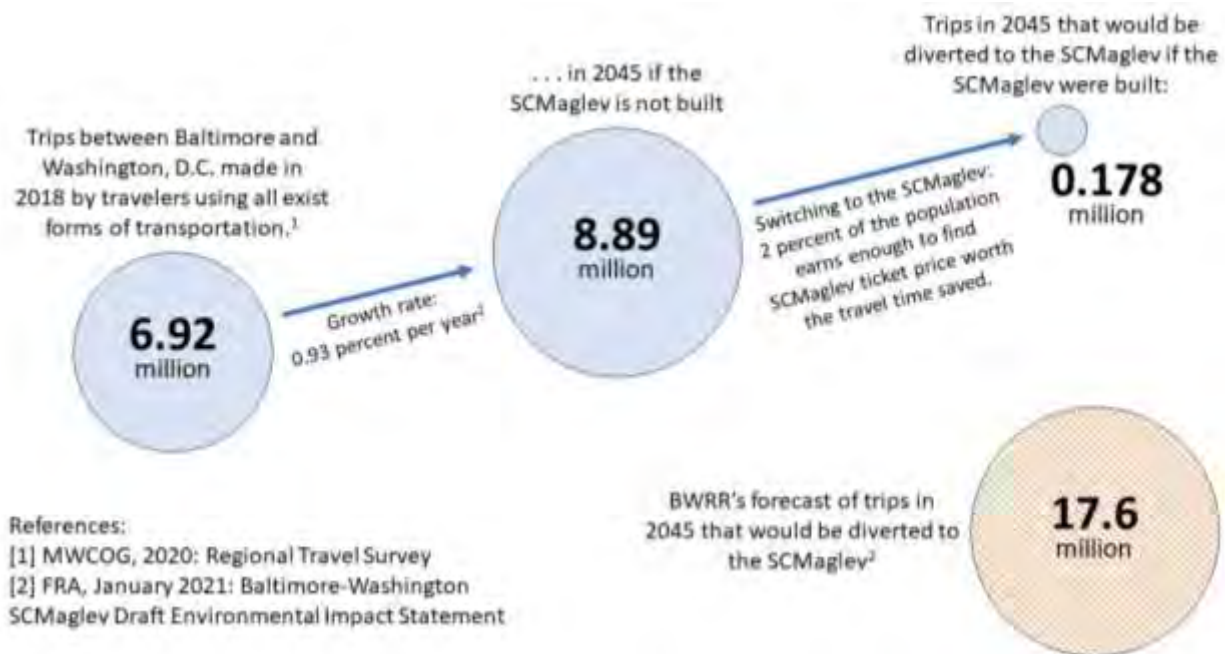 Trips between Baltimore and
Washington, D.C. made in
2018 by travelers using all exist
forms of transportation.¹
6.92
million
Growth rate:
0.93 percent per year²
. . . in 2045 if the
SCMaglev is not built
8.89
million
Switching to the SCMaglev:
2 percent of the population
earns enough to find
SCMaglev ticket price worth
the travel time saved.
Trips in 2045 that would be
diverted to the SCMaglev if the
SCMaglev were built:
0.178
million
BWRR's forecast of trips in
2045 that would be diverted to
the SCMaglev²
17.6
million
References:
[1] MWCOG, 2020: Regional Travel Survey
[2] FRA, January 2021: Baltimore-Washington
SCMaglev Draft Environmental Impact Statement